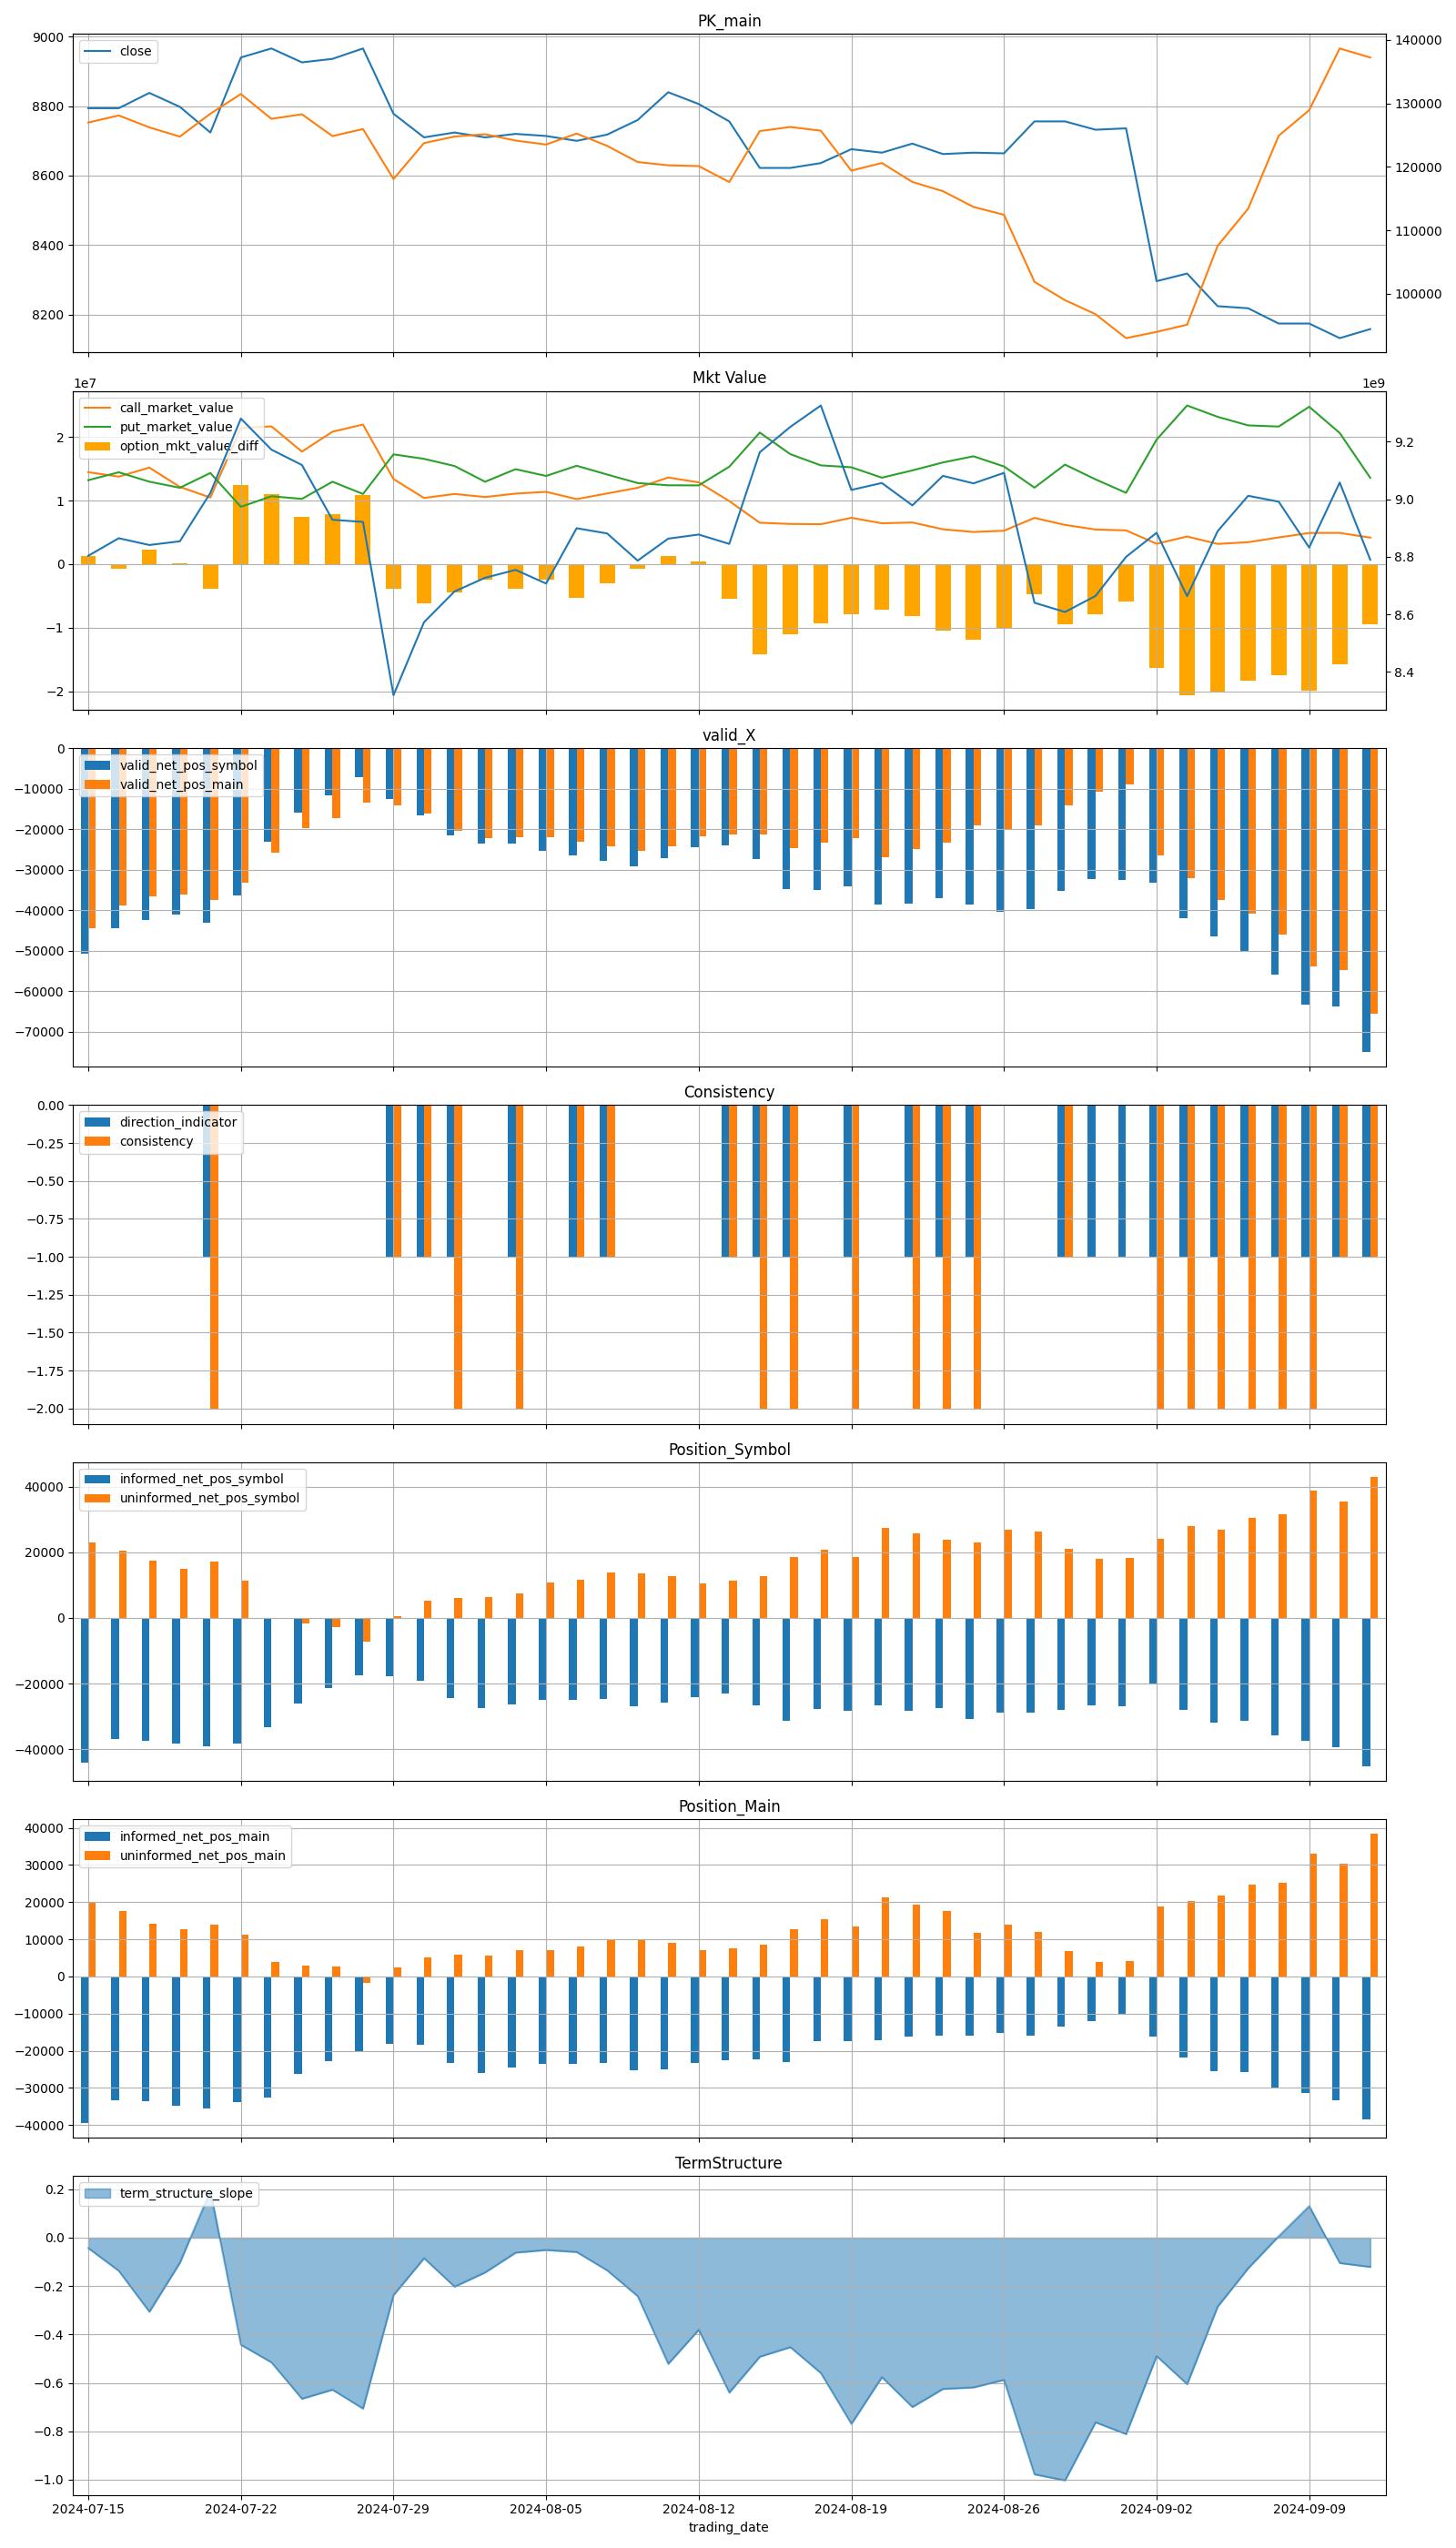 PK_main
close
9000
8800
8600
8400
8200
140000
130000
120000
110000
100000
Mkt Value
1e7
1e9
call_market_value
put_market_value
option_mkt_value_diff
2
1
0
−1
−2
9.2
9.0
8.8
8.6
8.4
valid_X
valid_net_pos_symbol
valid_net_pos_main
0
−10000
−20000
−30000
−40000
−50000
−60000
−70000
Consistency
direction_indicator
consistency
0.00
−0.25
−0.50
−0.75
−1.00
−1.25
−1.50
−1.75
−2.00
Position_Symbol
informed_net_pos_symbol
uninformed_net_pos_symbol
40000
20000
0
−20000
−40000
Position_Main
informed_net_pos_main
uninformed_net_pos_main
40000
30000
20000
10000
0
−10000
−20000
−30000
−40000
TermStructure
term_structure_slope
0.2
0.0
−0.2
−0.4
−0.6
−0.8
−1.0
2024-07-15 2024-07-22 2024-07-29 2024-08-05 2024-08-12 2024-08-19 2024-08-26 2024-09-02 2024-09-09
trading_date